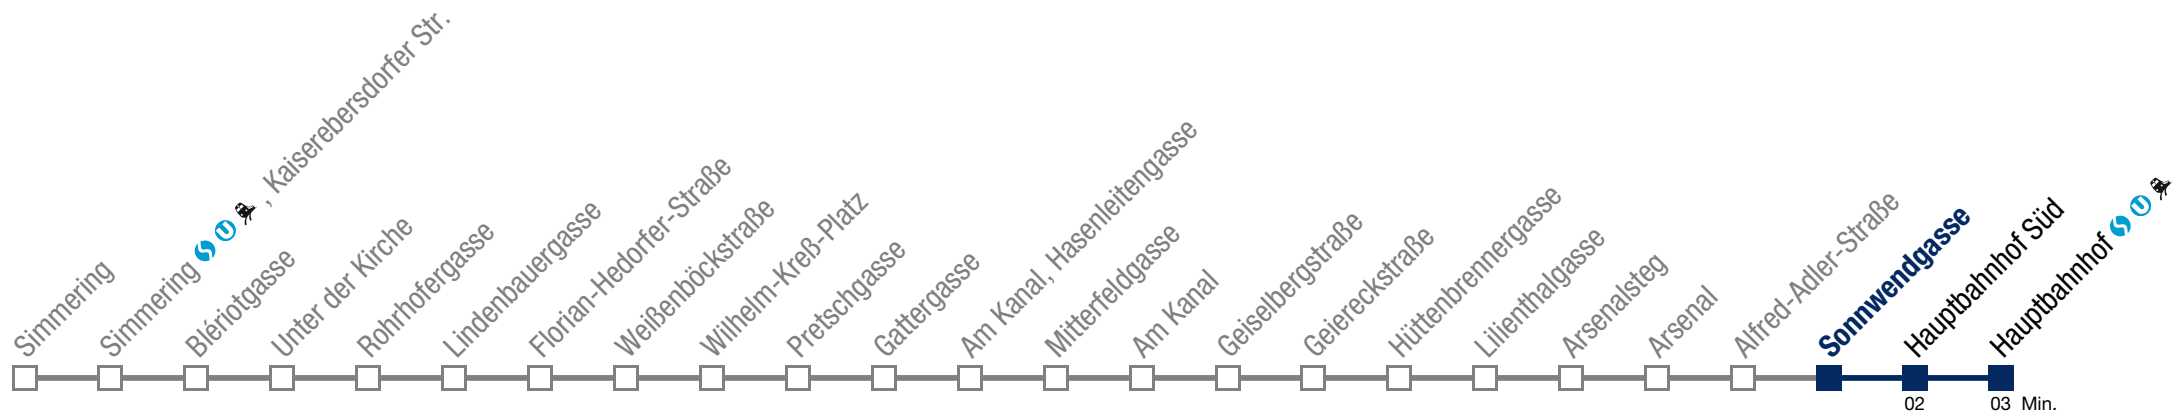 Simmering
Simmering S U , Kaiserebersdorfer Str.
Blériotgasse
Unter der Kirche
Rohrhofergasse
Lindenbauergasse
Florian-Hedorfer-Straße
Weißenböckstraße
Wilhelm-Kreß-Platz
Pretschgasse
Gattergasse
Am Kanal, Hasenleitengasse
Mitterfeldgasse
Am Kanal
Geiselbergstraße
Geiereckstraße
Hüttenbrennergasse
Lilienthalgasse
Arsenalsteg
Arsenal
Alfred-Adler-Straße
Sonnwendgasse
Hauptbahnhof Süd
Hauptbahnhof S U
02 03 Min.